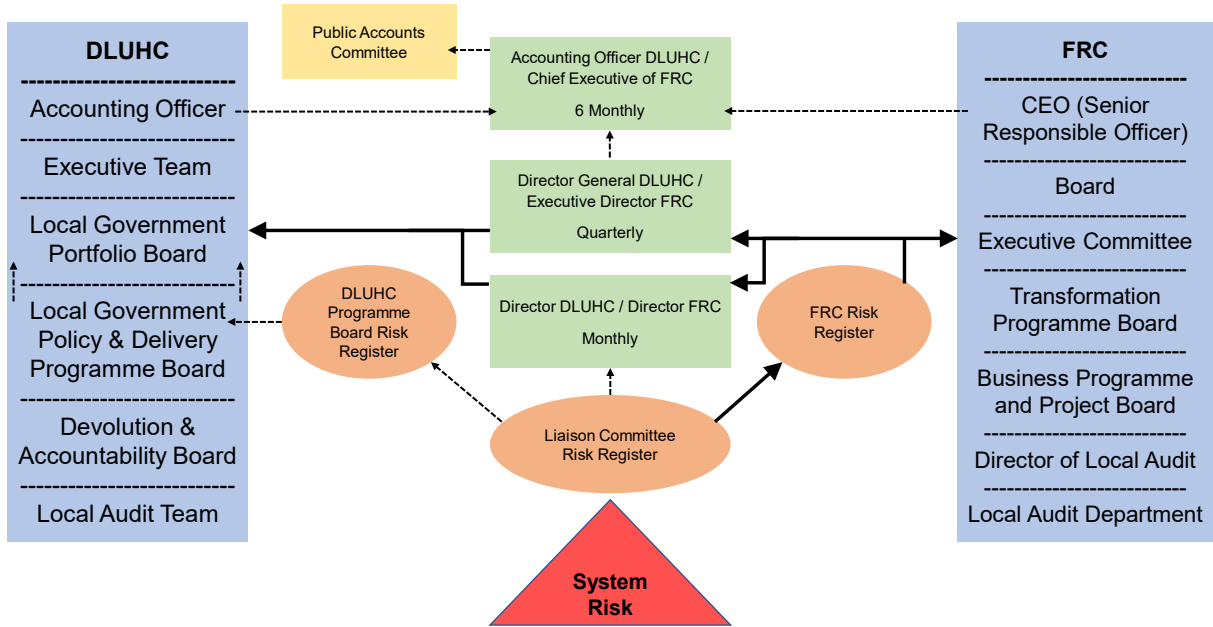 DLUHC
Accounting Officer
Executive Team
Local Government
Portfolio Board
Local Government
Policy & Delivery
Programme Board
Devolution &
Accountability Board
Local Audit Team
Public Accounts
Committee
Accounting Officer DLUHC /
Chief Executive of FRC
6 Monthly
Director General DLUHC /
Executive Director FRC
Quarterly
Director DLUHC / Director FRC
Monthly
DLUHC
Programme
Board Risk
Register
FRC Risk
Register
Liaison Committee
Risk Register
System
Risk
FRC
CEO (Senior
Responsible Officer)
Board
Executive Committee
Transformation
Programme Board
Business Programme
and Project Board
Director of Local Audit
Local Audit Department